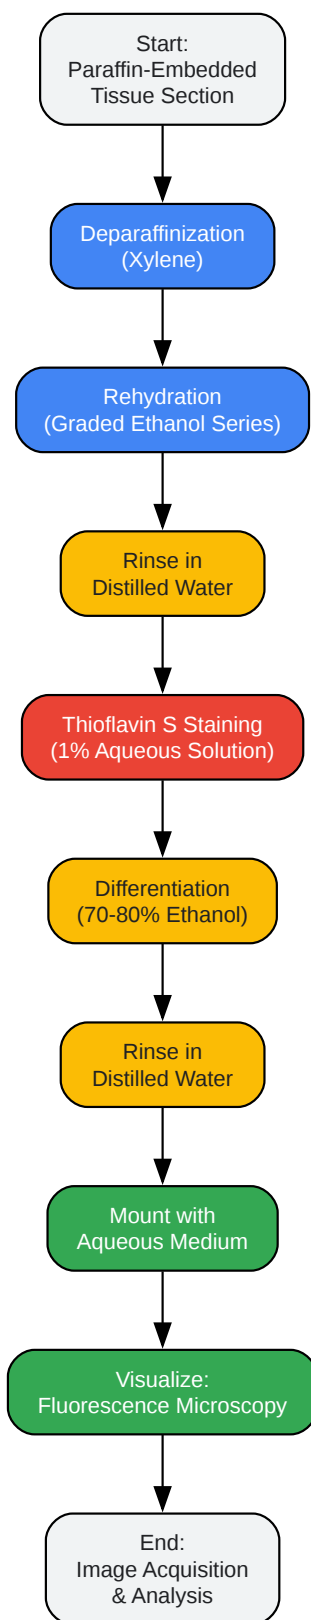 Start:
Paraffin-Embedded
Tissue Section
Deparaffinization
(Xylene)
Rehydration
(Graded Ethanol Series)
Rinse in
Distilled Water
Thioflavin S Staining
(1% Aqueous Solution)
Differentiation
(70-80% Ethanol)
Rinse in
Distilled Water
Mount with
Aqueous Medium
Visualize:
Fluorescence Microscopy
End:
Image Acquisition
& Analysis